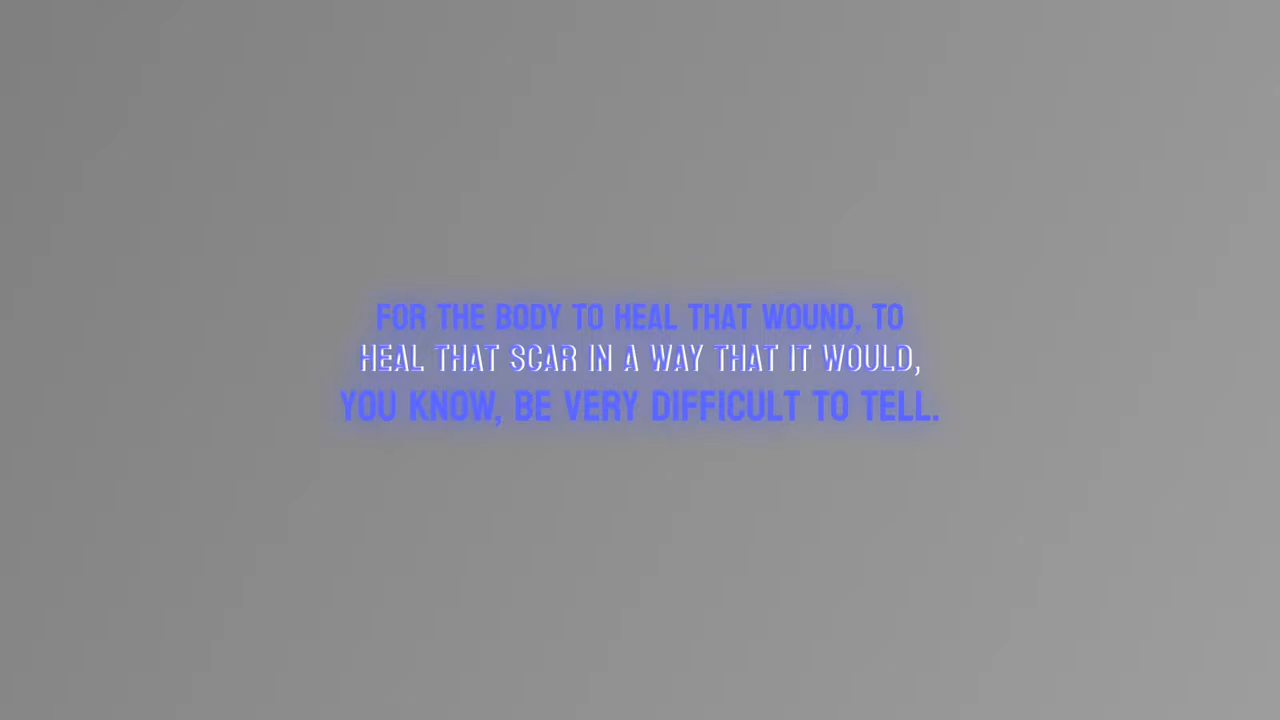 FOR THE BODY TO HEAL THAT WOUND, TO
HEAL THAT SCAR IN A WAY THAT IT WOULD,
YOU KNOW, BE VERY DIFFICULT TO TELL.